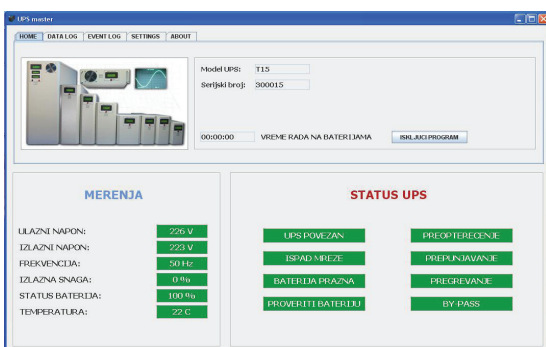 UPS master
HOME DATA LOG EVENT LOG SETTINGS ABOUT
Model UPS: T15
Serijski broj: 300015
00:00:00 VREME RADA NA BATERIJAMA ISKLJUCI PROGRAM
MERENJA
ULAZNI NAPON: 226 V
IZLAZNI NAPON: 223 V
FREKVENCIJA: 50 Hz
IZLAZNA SNAGA: 0 %
STATUS BATERIJA: 100 %
TEMPERATURA: 22 C
STATUS UPS
UPS POVEZAN PREOPTERECENJE
ISPAD MREZE PREPUNJAVANJE
BATERIJA PRAZNA PREGREVANJE
PROVERITI BATERIJU BY-PASS